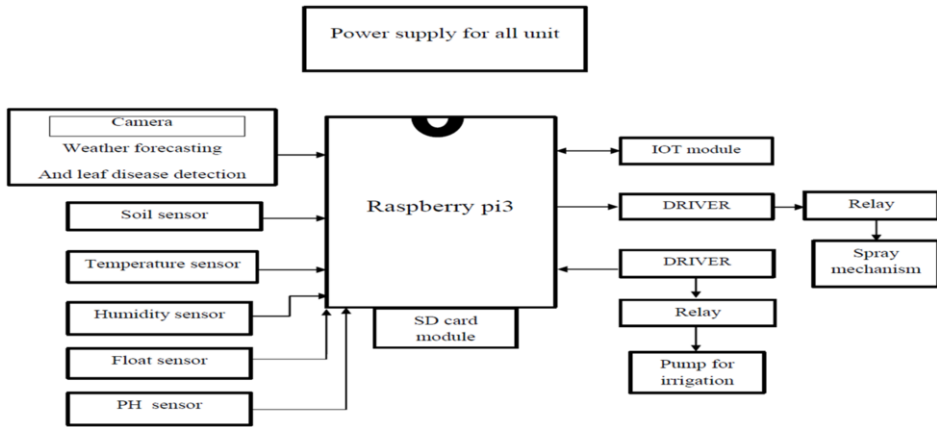 Power supply for all unit
Camera
Weather forecasting
And leaf disease detection
Soil sensor
Temperature sensor
Humidity sensor
Float sensor
PH sensor
Raspberry pi3
SD card
module
IOT module
DRIVER
Relay
Spray
mechanism
DRIVER
Relay
Pump for
irrigation